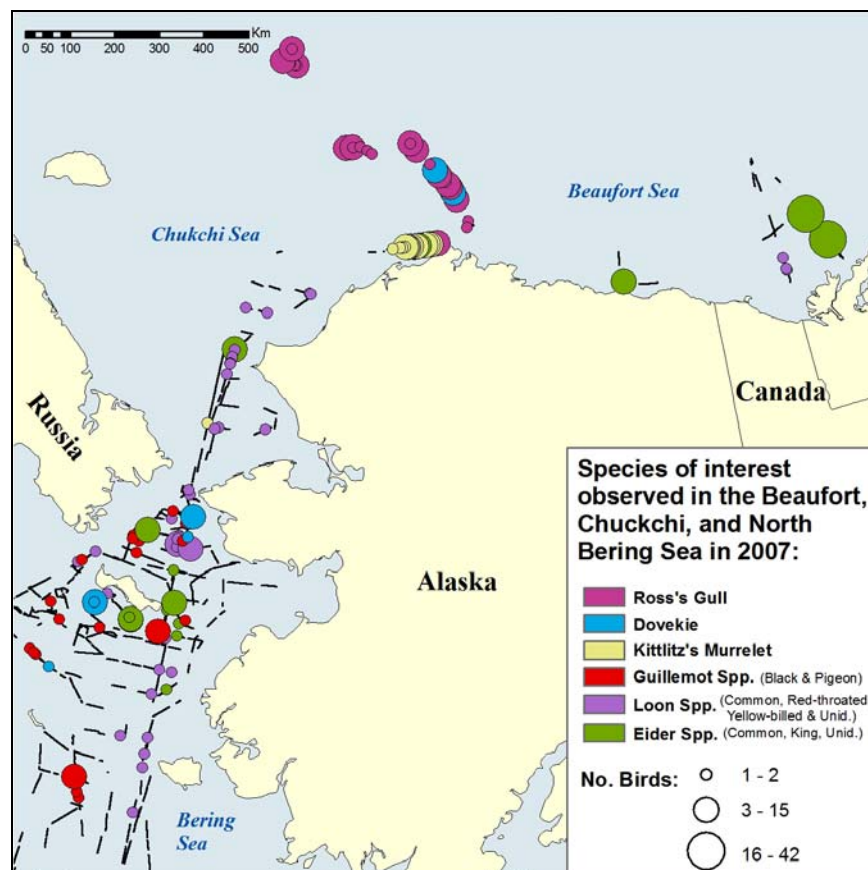 Km
0 50 100 200 300 400 500
Beaufort Sea
Chukchi Sea
Russia
Canada
Alaska
Bering
Sea
Species of interest
observed in the Beaufort,
Chuckchi, and North
Bering Sea in 2007:
Ross's Gull
Dovekie
Kittlitz's Murrelet
Guillemot Spp. (Black & Pigeon)
Loon Spp. (Common, Red-throated
Yellow-billed & Unid.)
Eider Spp. (Common, King, Unid.)
No. Birds: 1 - 2
3 - 15
16 - 42